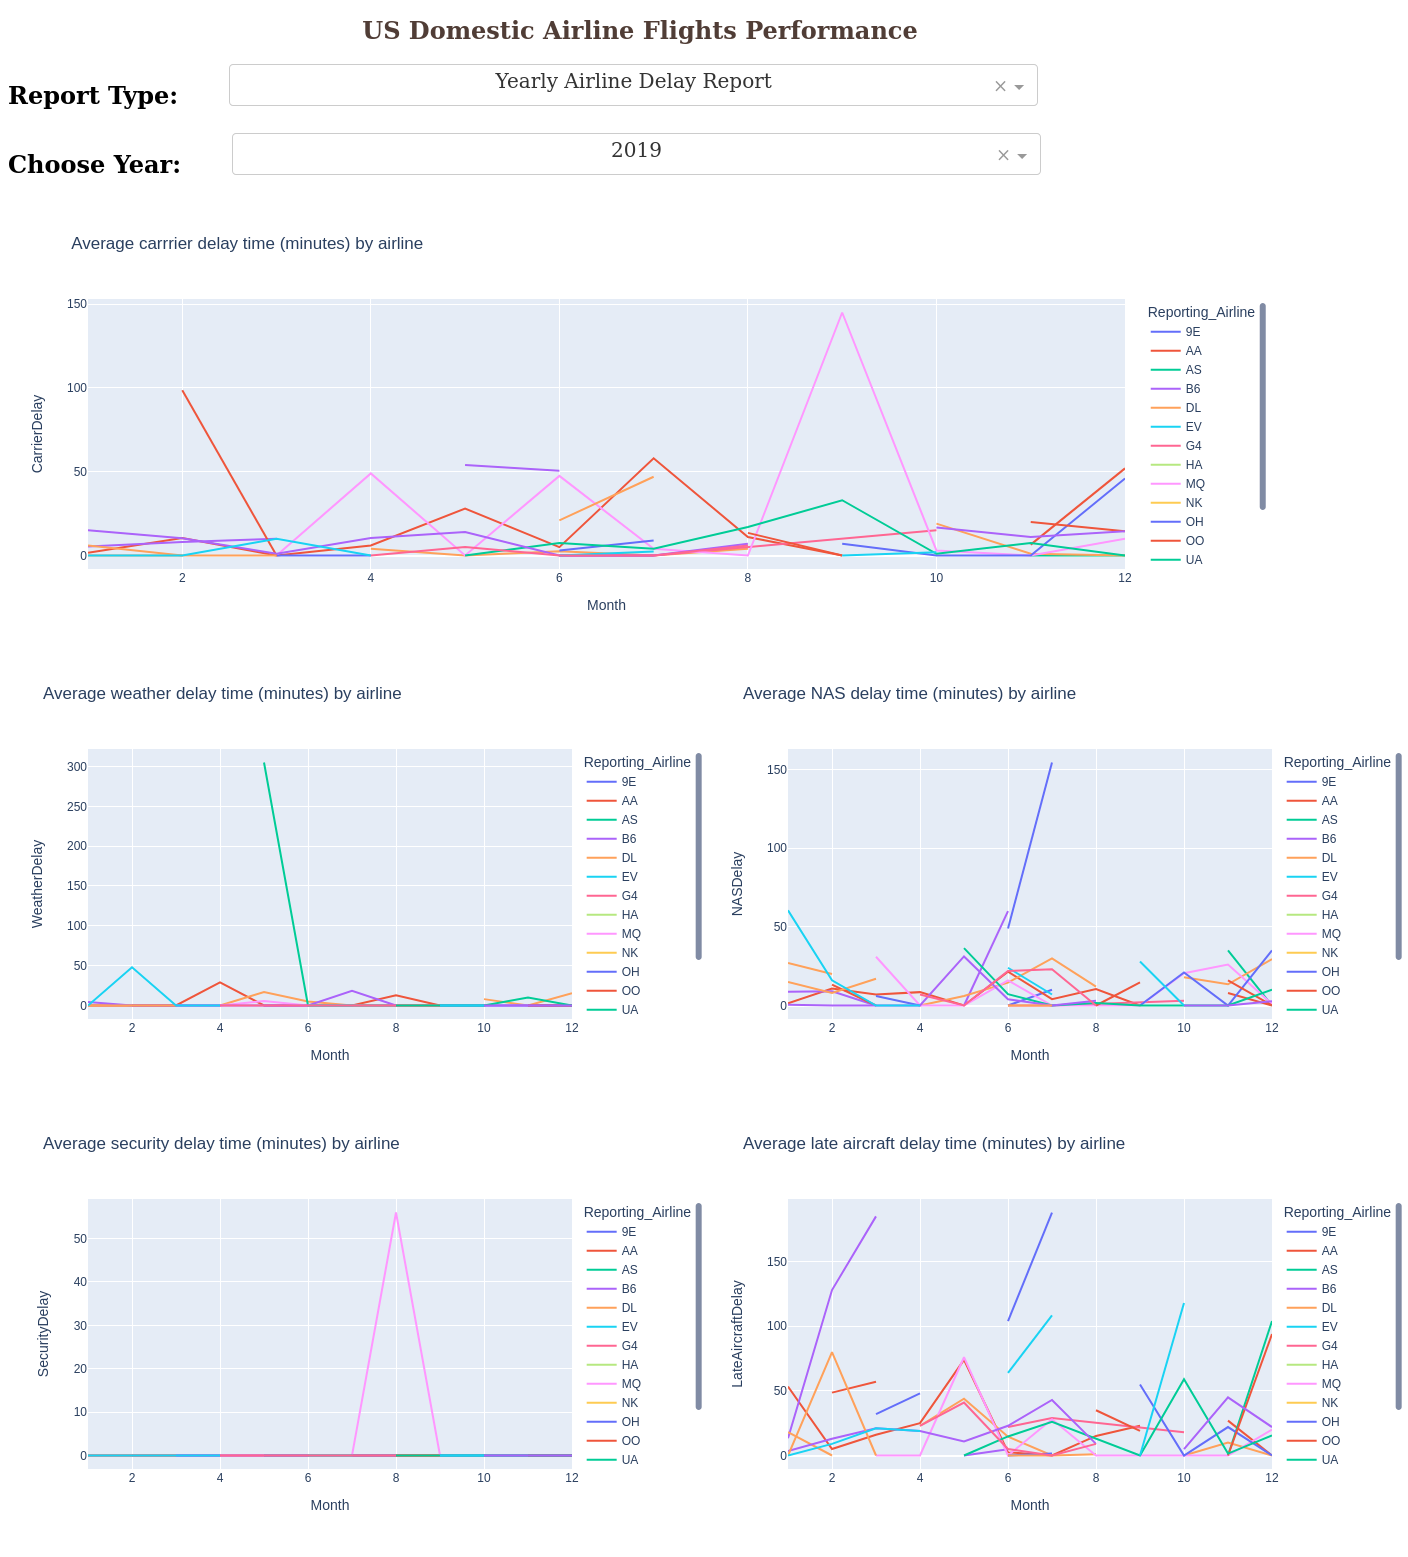 US Domestic Airline Flights Performance
Report Type:
Yearly Airline Delay Report
×
Choose Year:
2019
×
Average carrrier delay time (minutes) by airline
CarrierDelay
150
100
50
0
2
4
6
8
10
12
Month
Reporting_Airline
9E
AA
AS
B6
DL
EV
G4
HA
MQ
NK
OH
OO
UA
Average weather delay time (minutes) by airline
WeatherDelay
300
250
200
150
100
50
0
2
4
6
8
10
12
Month
Reporting_Airline
9E
AA
AS
B6
DL
EV
G4
HA
MQ
NK
OH
OO
UA
Average NAS delay time (minutes) by airline
NASDelay
150
100
50
0
2
4
6
8
10
12
Month
Reporting_Airline
9E
AA
AS
B6
DL
EV
G4
HA
MQ
NK
OH
OO
UA
Average security delay time (minutes) by airline
SecurityDelay
50
40
30
20
10
0
2
4
6
8
10
12
Month
Reporting_Airline
9E
AA
AS
B6
DL
EV
G4
HA
MQ
NK
OH
OO
UA
Average late aircraft delay time (minutes) by airline
LateAircraftDelay
150
100
50
0
2
4
6
8
10
12
Month
Reporting_Airline
9E
AA
AS
B6
DL
EV
G4
HA
MQ
NK
OH
OO
UA